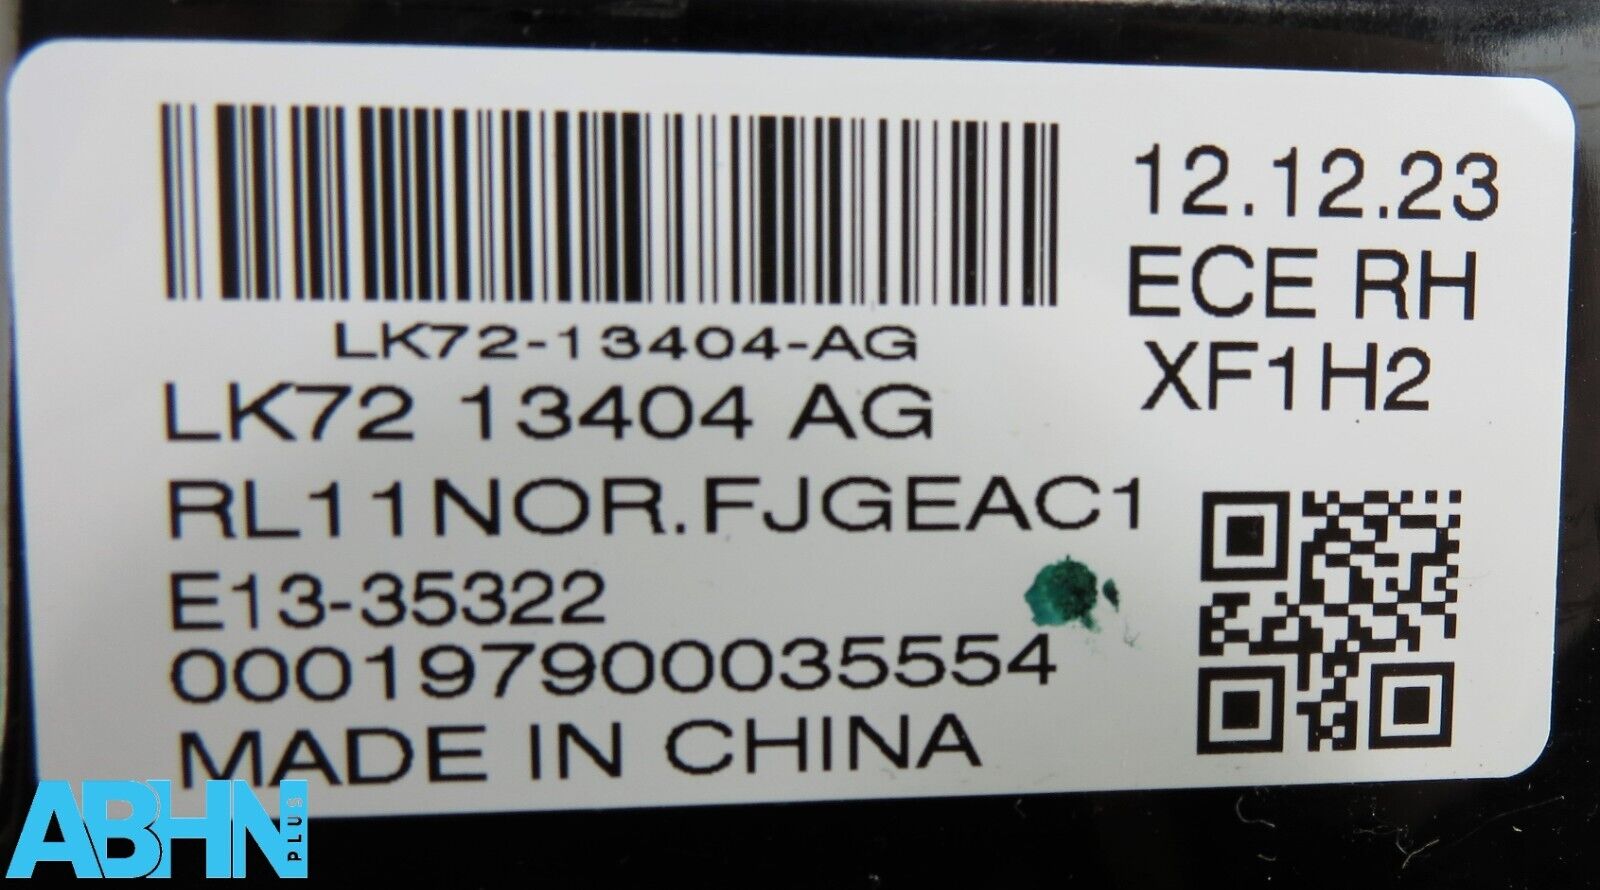 12.12.23
ECE RH
XF1H2
LK72-13404-AG
LK72 13404 AG
RL11NOR.FJGEAC1
E13-35322
000197900035554
MADE IN CHINA
ABHN
PLUS